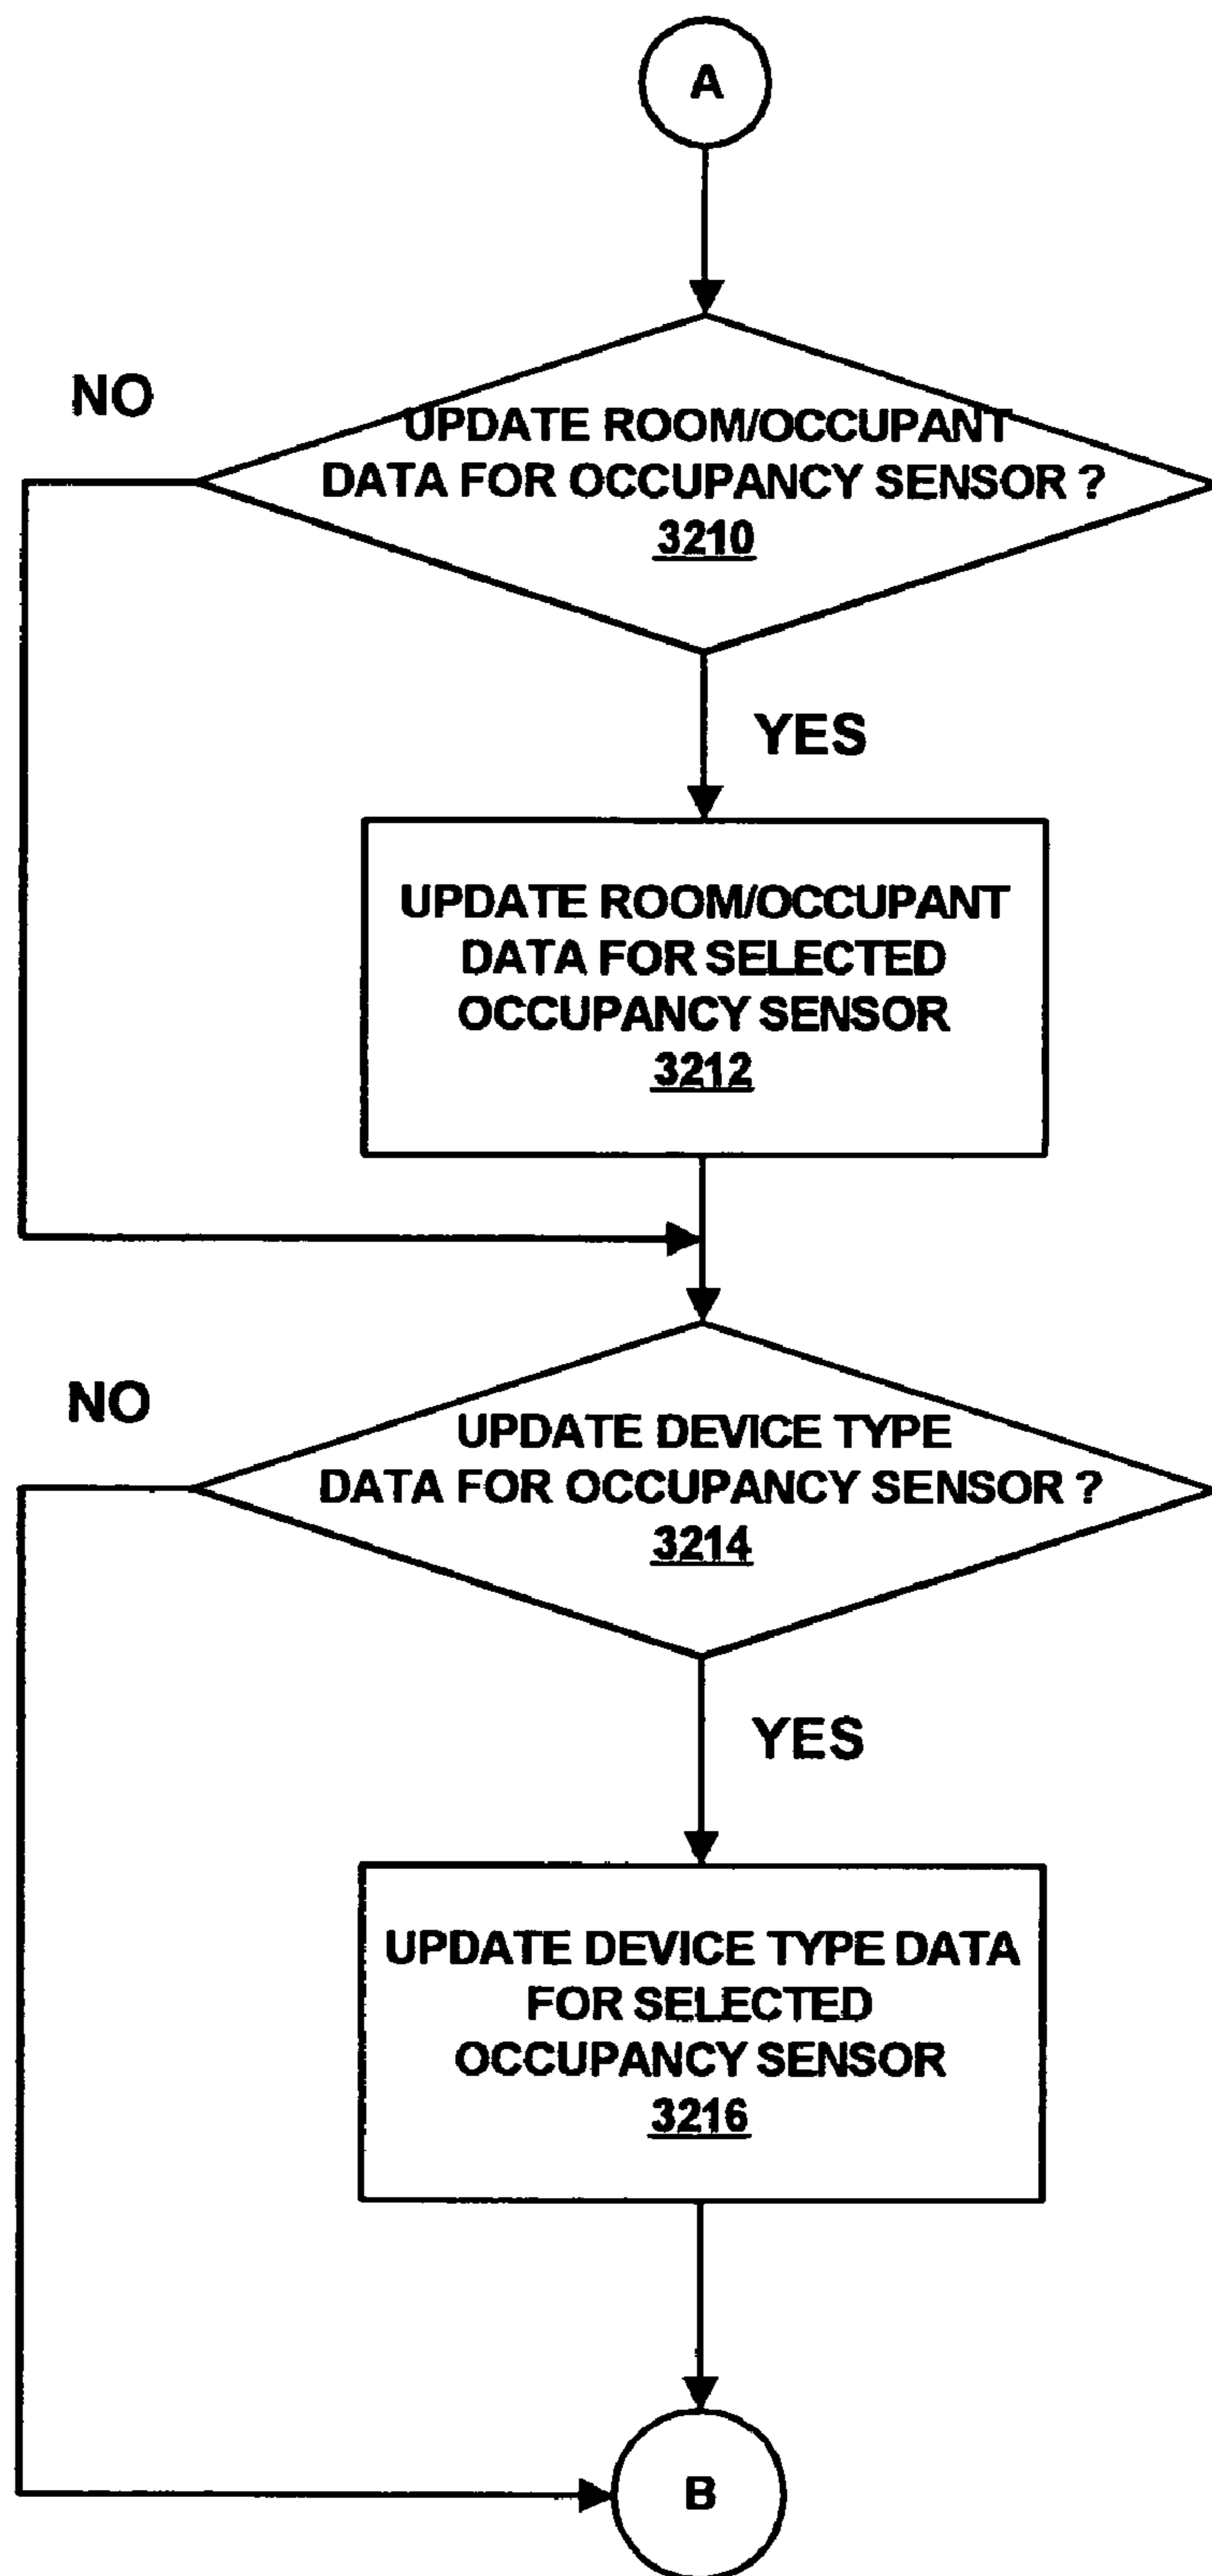 A
NO
UPDATE ROOM/OCCUPANT
DATA FOR OCCUPANCY SENSOR ?
3210
YES
UPDATE ROOM/OCCUPANT
DATA FOR SELECTED
OCCUPANCY SENSOR
3212
NO
UPDATE DEVICE TYPE
DATA FOR OCCUPANCY SENSOR ?
3214
YES
UPDATE DEVICE TYPE DATA
FOR SELECTED
OCCUPANCY SENSOR
3216
B